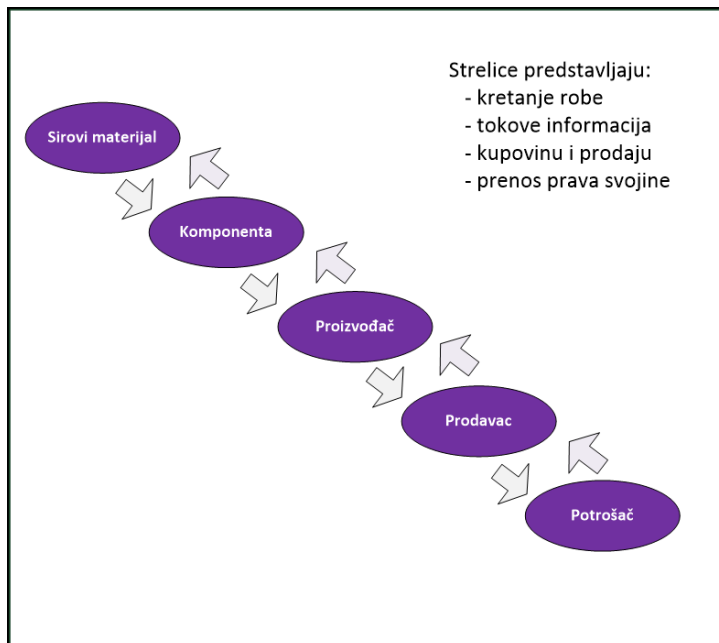 Strelice predstavljaju:
- kretanje robe
- tokove informacija
- kupovinu i prodaju
- prenos prava svojine
Sirovi materijal
Komponenta
Proizvođač
Prodavac
Potrošač